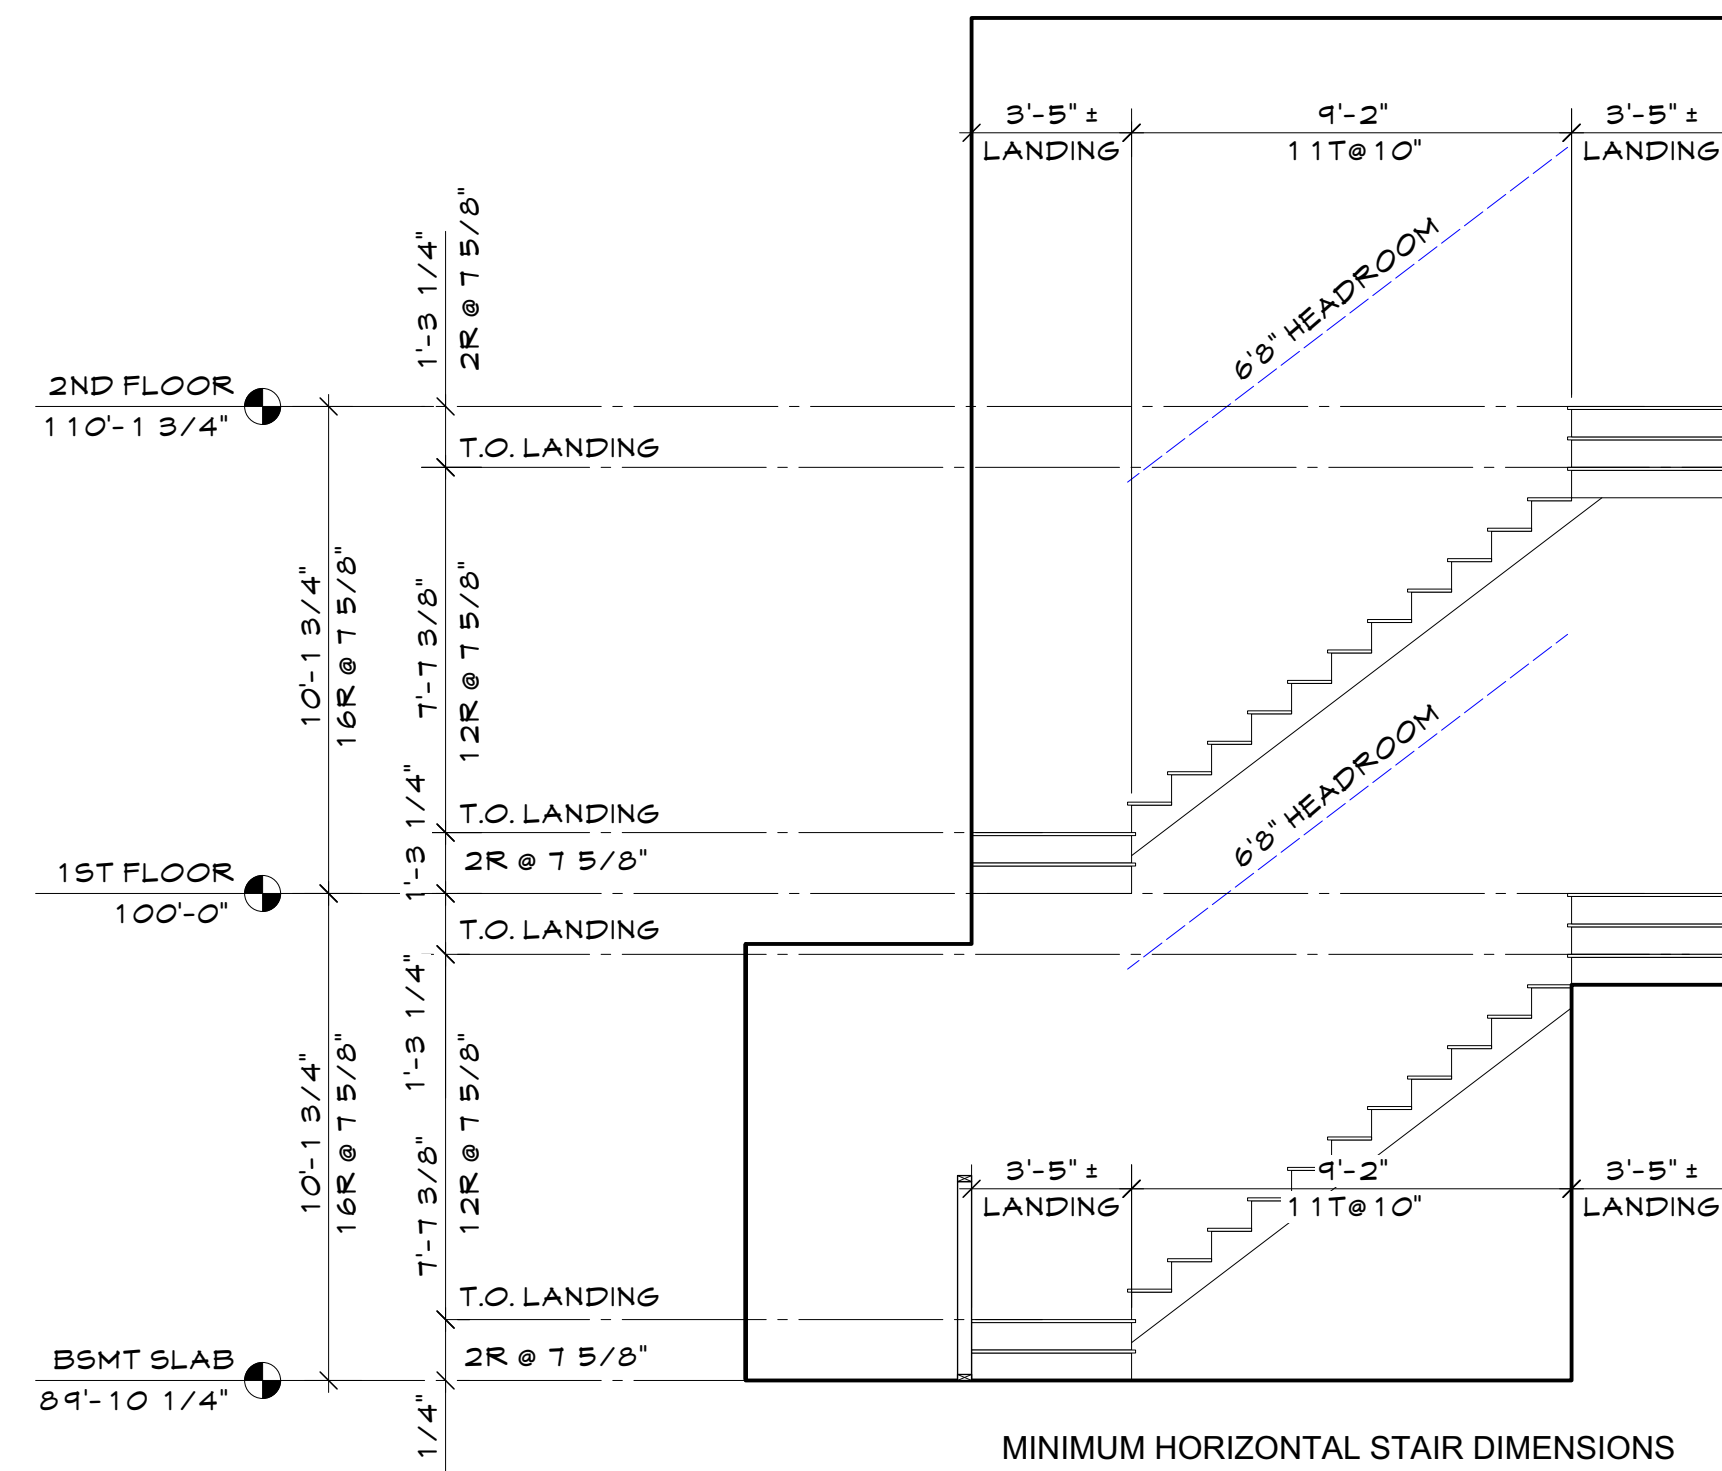 3'-5" ±
LANDING
9'-2"
11T@10"
3'-5" ±
LANDING
1'-3 1/4"
2R @ 7 5/8"
6'8" HEADROOM
2ND FLOOR
110'-1 3/4"
T.O. LANDING
10'-1 3/4"
16R @ 7 5/8"
7'-7 3/8"
12R @ 7 5/8"
6'8" HEADROOM
1'-3 1/4"
T.O. LANDING
2R @ 7 5/8"
1ST FLOOR
100'-0"
T.O. LANDING
1'-3 1/4"
10'-1 3/4"
16R @ 7 5/8"
7'-7 3/8"
12R @ 7 5/8"
3'-5" ±
LANDING
9'-2"
11T@10"
3'-5" ±
LANDING
T.O. LANDING
2R @ 7 5/8"
BSMT SLAB
89'-10 1/4"
1/4"
MINIMUM HORIZONTAL STAIR DIMENSIONS